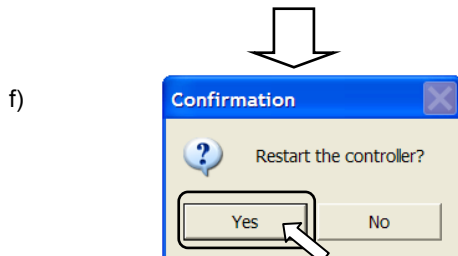 f)
Confirmation
Restart the controller?
Yes
No